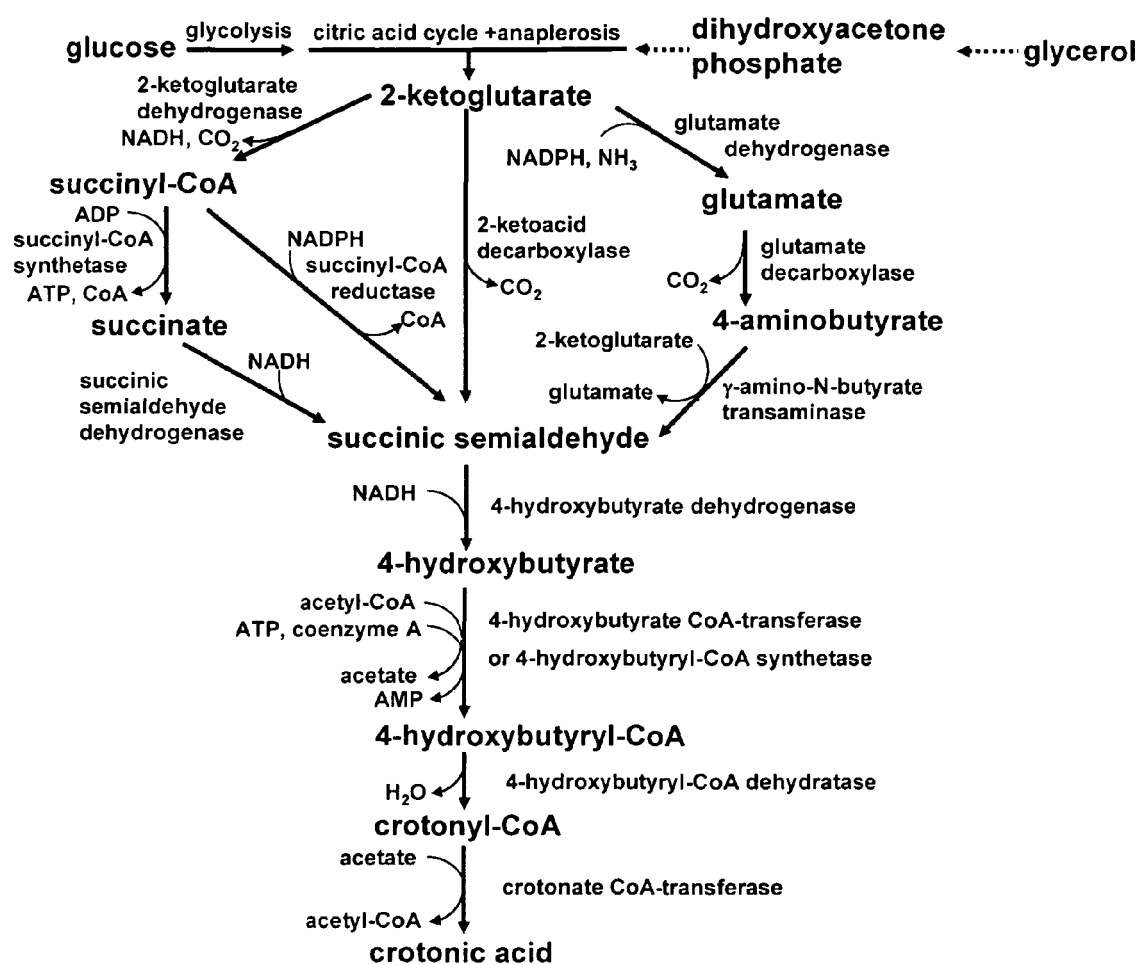 glucose
glycolysis
citric acid cycle +anaplerosis
dihydroxyacetone
phosphate
glycerol
2-ketoglutarate
dehydrogenase
NADH, CO₂
2-ketoglutarate
glutamate
dehydrogenase
NADPH, NH₃
succinyl-CoA
glutamate
ADP
succinyl-CoA
synthetase
ATP, CoA
NADPH
succinyl-CoA
reductase
CoA
2-ketoacid
decarboxylase
CO₂
glutamate
decarboxylase
CO₂
succinate
4-aminobutyrate
NADH
succinic
semialdehyde
dehydrogenase
2-ketoglutarate
glutamate
γ-amino-N-butyrate
transaminase
succinic semialdehyde
NADH
4-hydroxybutyrate dehydrogenase
4-hydroxybutyrate
acetyl-CoA
ATP, coenzyme A
4-hydroxybutyrate CoA-transferase
or 4-hydroxybutyryl-CoA synthetase
acetate
AMP
4-hydroxybutyryl-CoA
H₂O
4-hydroxybutyryl-CoA dehydratase
crotonyl-CoA
acetate
crotonate CoA-transferase
acetyl-CoA
crotonic acid